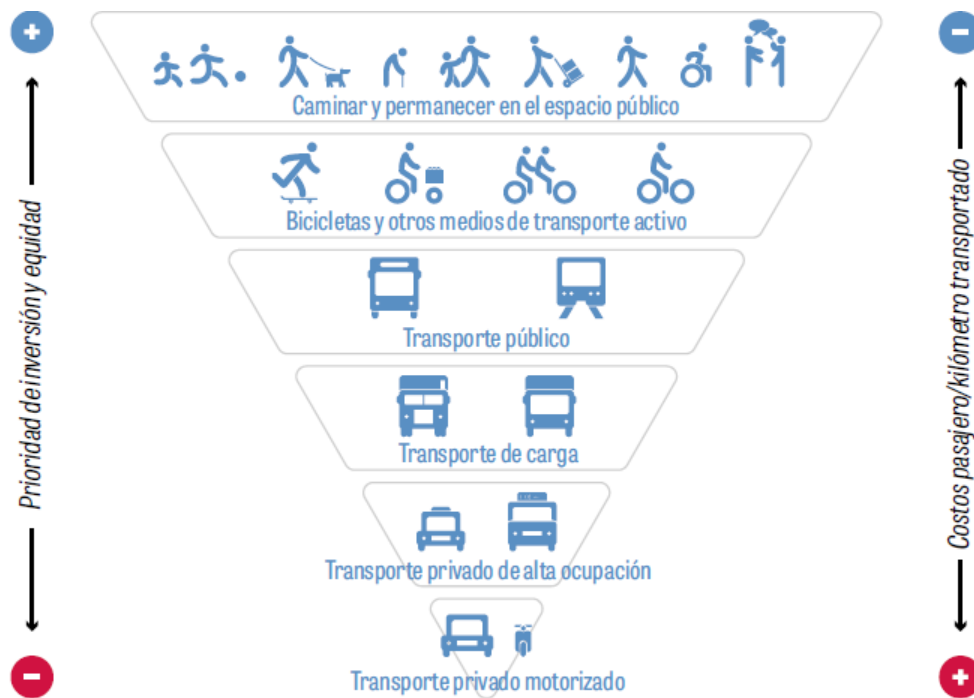 +
−
Caminar y permanecer en el espacio público
Bicicletas y otros medios de transporte activo
Transporte público
Transporte de carga
Transporte privado de alta ocupación
Transporte privado motorizado
Prioridad de inversión y equidad
Costos pasajero/kilómetro transportado
−
+